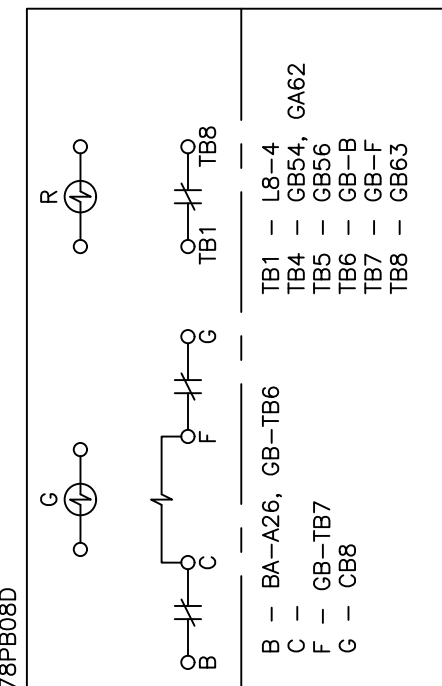 78PB08D
G
R
B
C
F
G
TB1
TB8
B – BA–A26, GB–TB6
C –
F – GB–TB7
G – CB8
TB1 – L8–4
TB4 – GB54, GA62
TB5 – GB56
TB6 – GB–B
TB7 – GB–F
TB8 – GB63